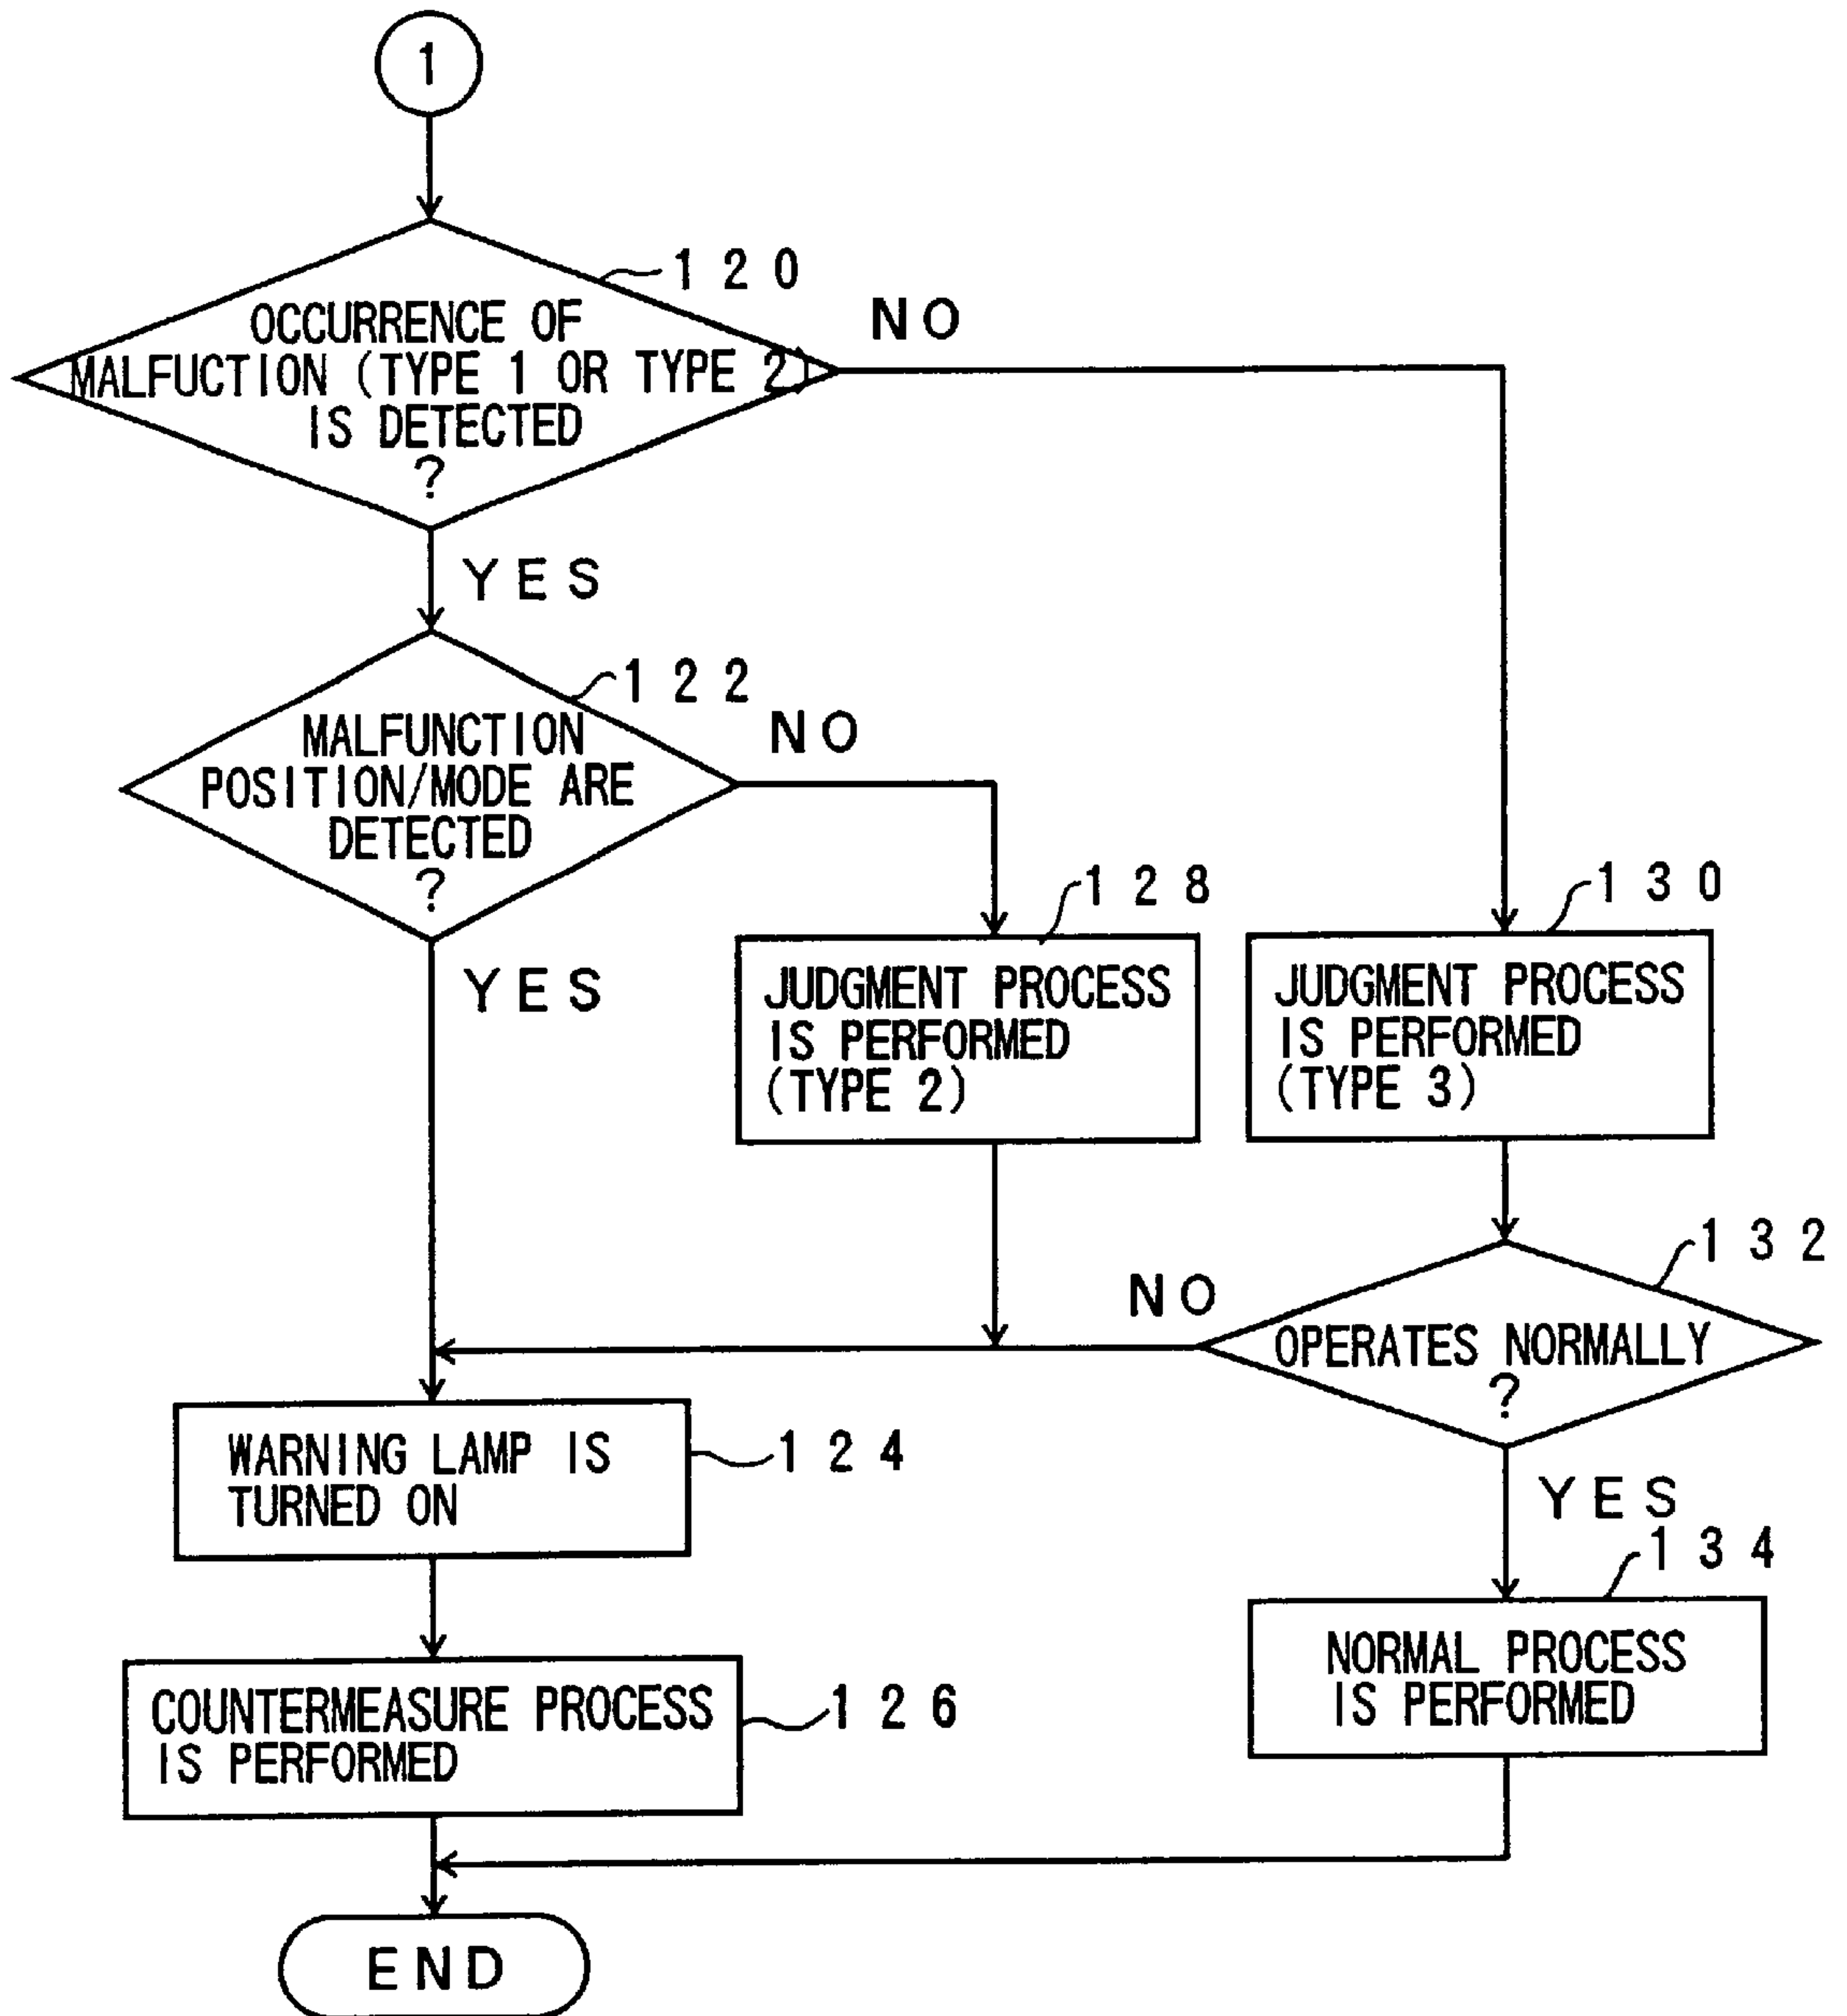 1
120
OCCURRENCE OF
MALFUCTION (TYPE 1 OR TYPE 2)
IS DETECTED
?
NO
YES
122
MALFUNCTION
POSITION/MODE ARE
DETECTED
?
NO
YES
128
JUDGMENT PROCESS
IS PERFORMED
(TYPE 2)
130
JUDGMENT PROCESS
IS PERFORMED
(TYPE 3)
132
OPERATES NORMALLY
?
NO
YES
124
WARNING LAMP IS
TURNED ON
134
NORMAL PROCESS
IS PERFORMED
126
COUNTERMEASURE PROCESS
IS PERFORMED
END